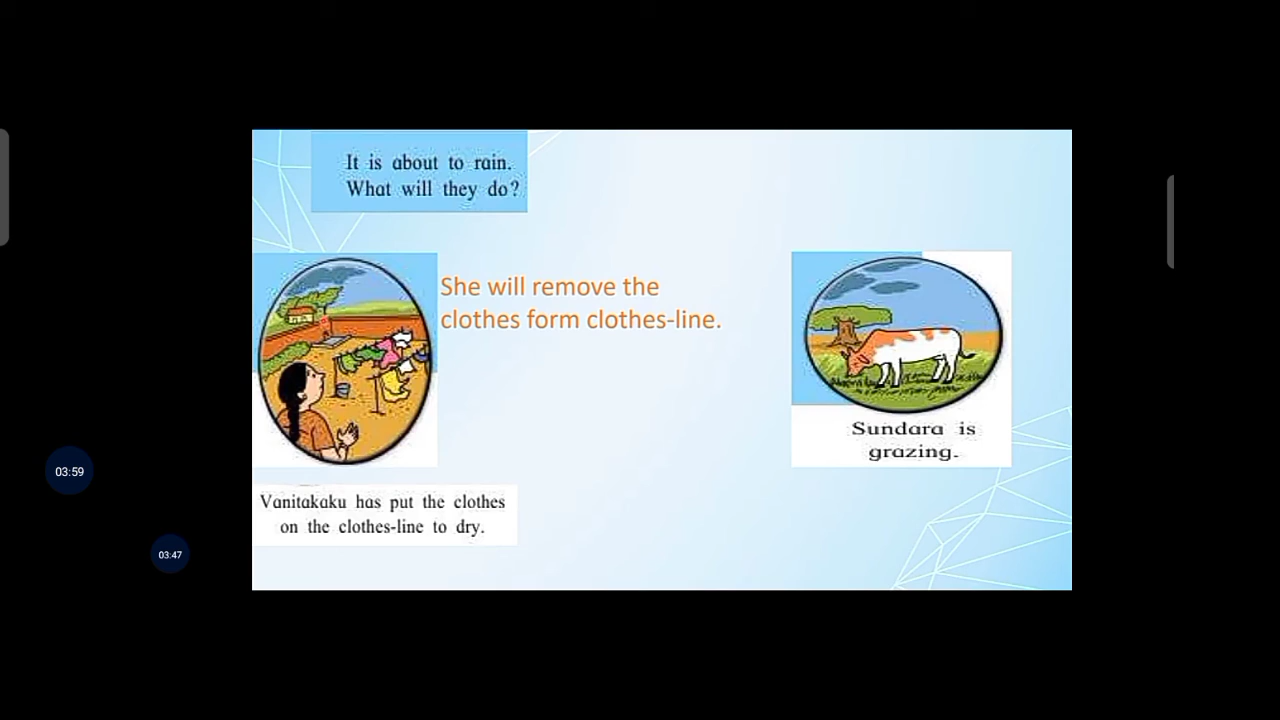 It is about to rain.
What will they do?
She will remove the
clothes form clothes-line.
Sundara is
grazing.
Vanitakaku has put the clothes
on the clothes-line to dry.
03:59
03:47